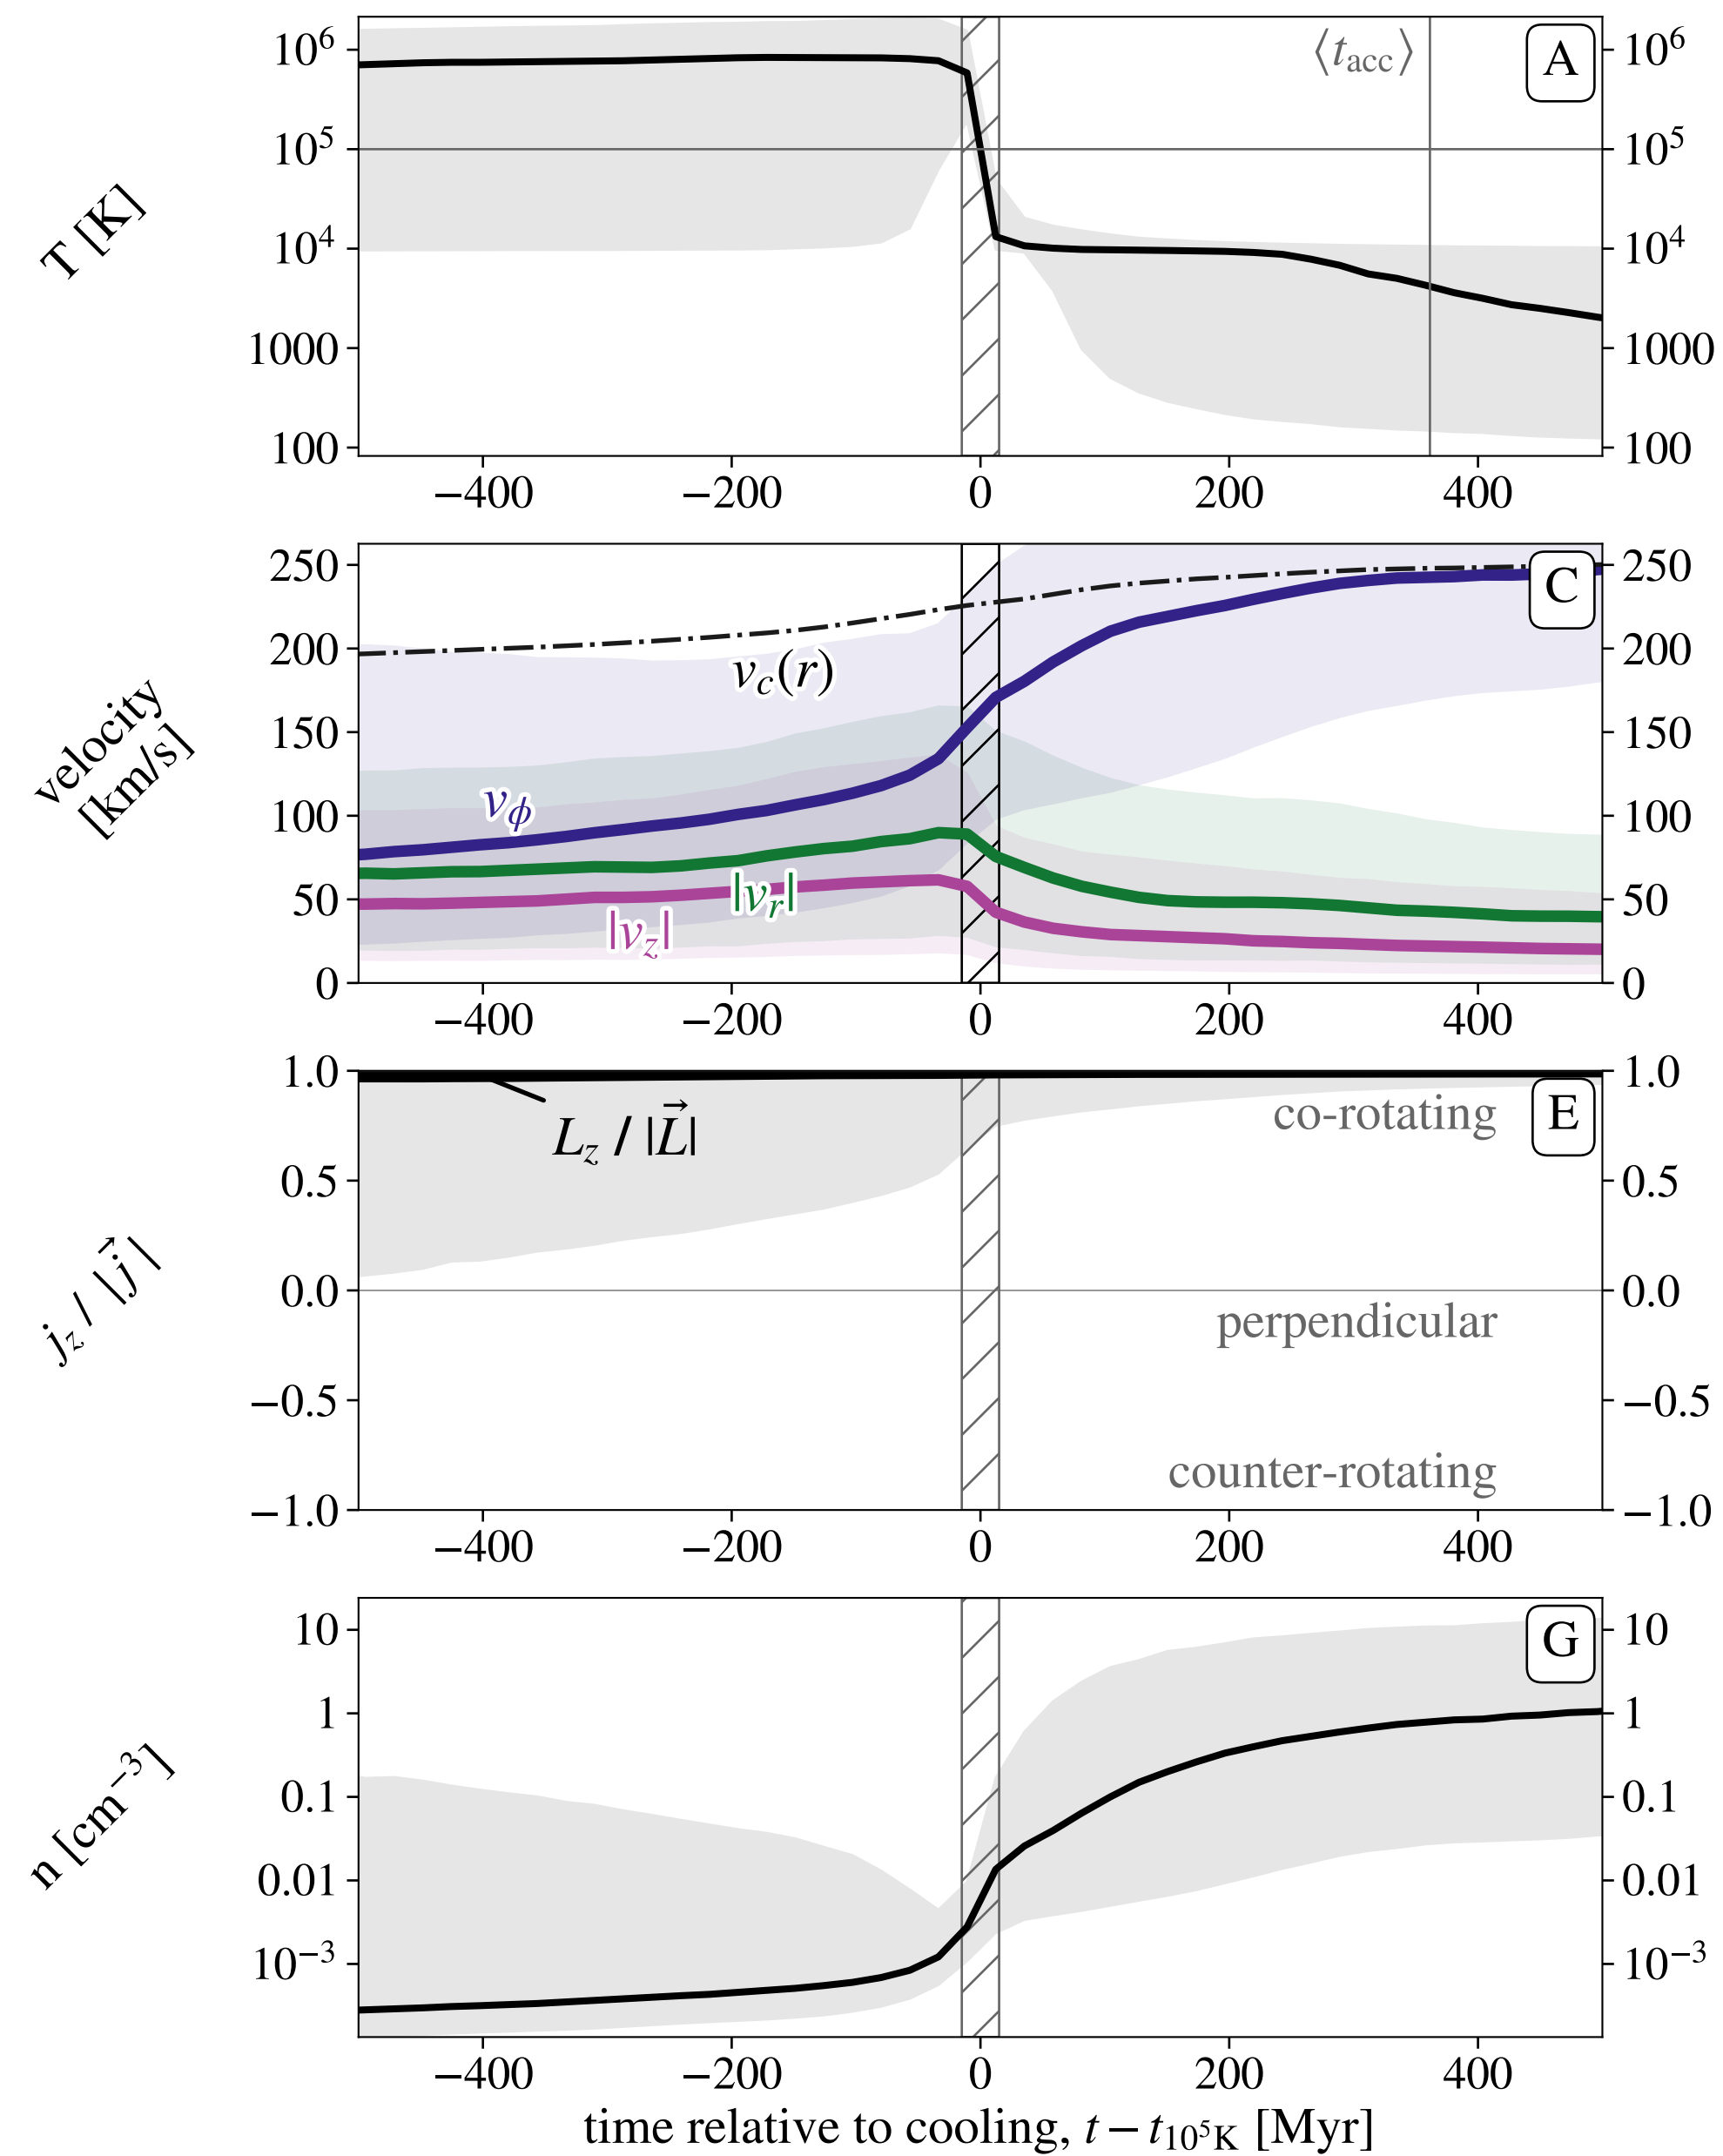 T [K]
10⁶ 10⁶
10⁵ 10⁵
10⁴ 10⁴
1000 1000
100 100
⟨t_acc⟩
A
−400 −200 0 200 400
velocity
[km/s]
250 250
200 200
150 150
100 100
50 50
0 0
C
v_c(r)
v_ϕ
|v_r|
|v_z|
−400 −200 0 200 400
j_z / |j⃗|
1.0 1.0
0.5 0.5
0.0 0.0
−0.5 −0.5
−1.0 −1.0
L_z / |L⃗|
E
co-rotating
perpendicular
counter-rotating
−400 −200 0 200 400
n [cm⁻³]
10 10
1 1
0.1 0.1
0.01 0.01
10⁻³ 10⁻³
G
−400 −200 0 200 400
time relative to cooling, t − t_10⁵K [Myr]